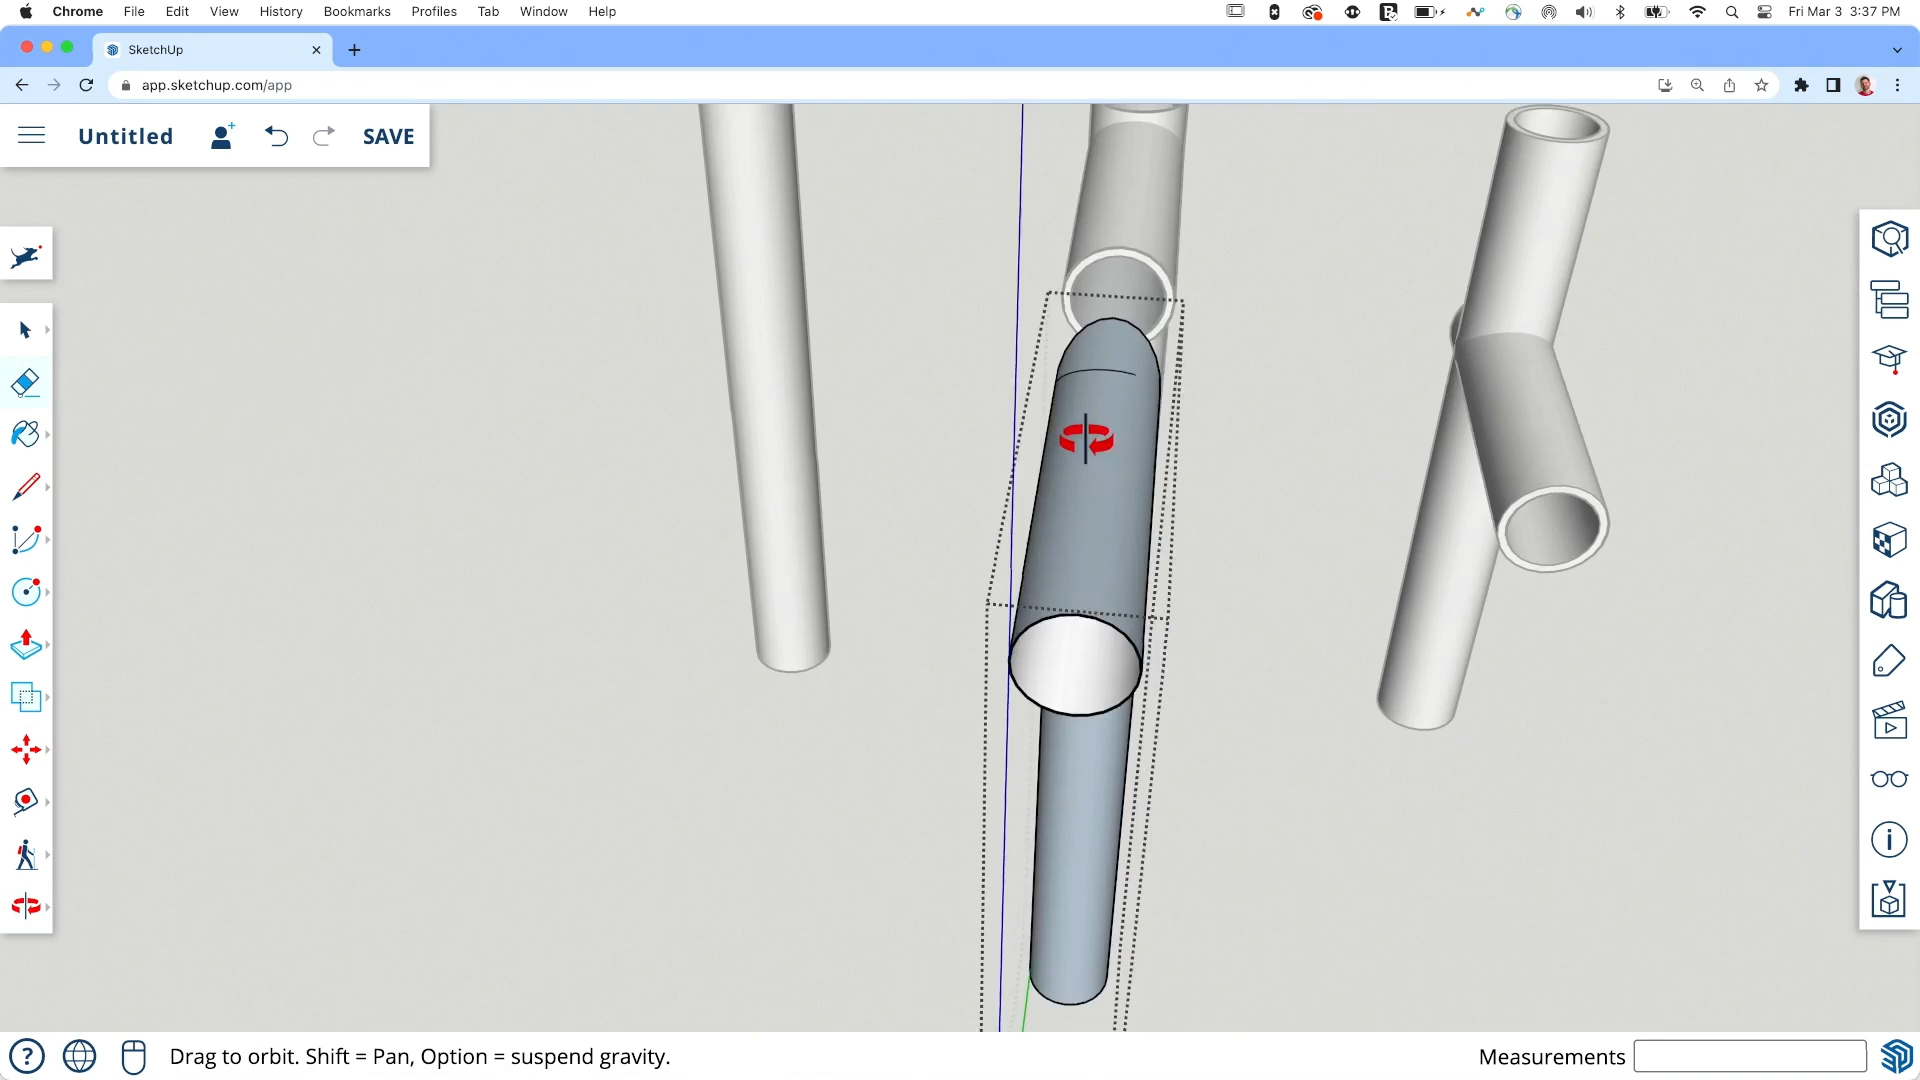 Chrome File Edit View History Bookmarks Profiles Tab Window Help
Fri Mar 3 3:37 PM
SketchUp
app.sketchup.com/app
Untitled
SAVE
Drag to orbit. Shift = Pan, Option = suspend gravity.
Measurements